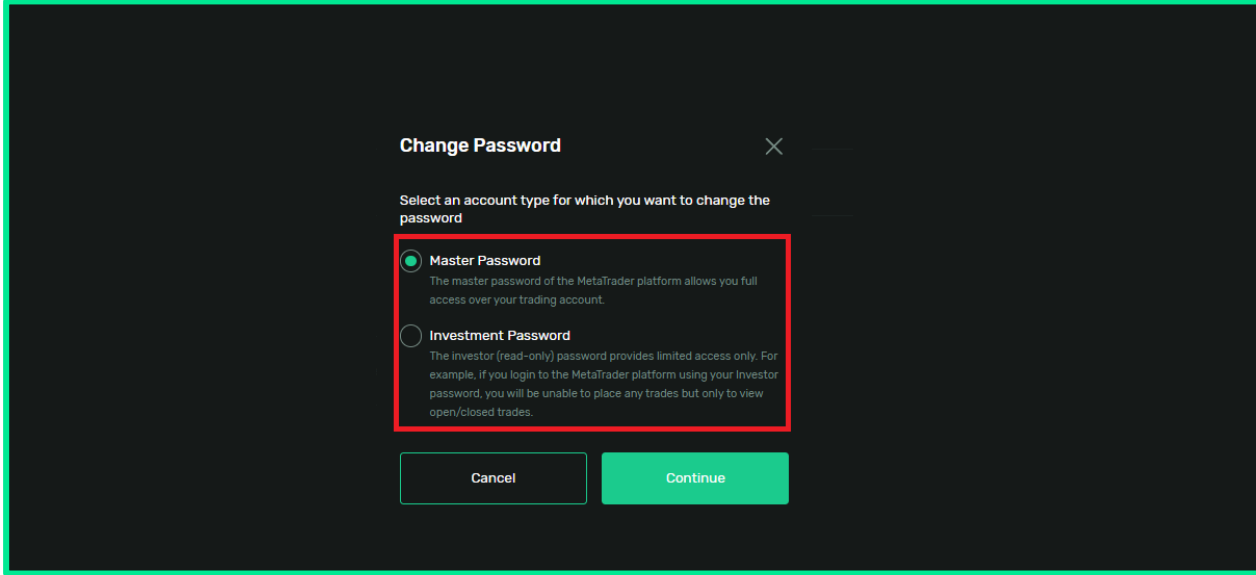 Change Password
Select an account type for which you want to change the
password
Master Password
The master password of the MetaTrader platform allows you full
access over your trading account.
Investment Password
The investor (read-only) password provides limited access only. For
example, if you login to the MetaTrader platform using your Investor
password, you will be unable to place any trades but only to view
open/closed trades.
Cancel
Continue